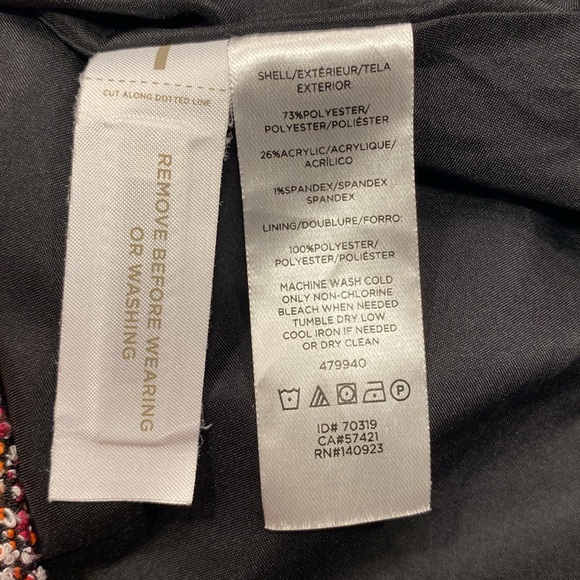 CUT ALONG DOTTED LINE
REMOVE BEFORE WEARING
OR WASHING
SHELL/EXTÉRIEUR/TELA
EXTERIOR:
73%POLYESTER/
POLYESTER/POLIÉSTER
26%ACRYLIC/ACRYLIQUE/
ACRÍLICO
1%SPANDEX/SPANDEX
SPANDEX
LINING/DOUBLURE/FORRO:
100%POLYESTER/
POLYESTER/POLIÉSTER
MACHINE WASH COLD
ONLY NON-CHLORINE
BLEACH WHEN NEEDED
TUMBLE DRY LOW
COOL IRON IF NEEDED
OR DRY CLEAN
479940
P
ID# 70319
CA#57421
RN#140923